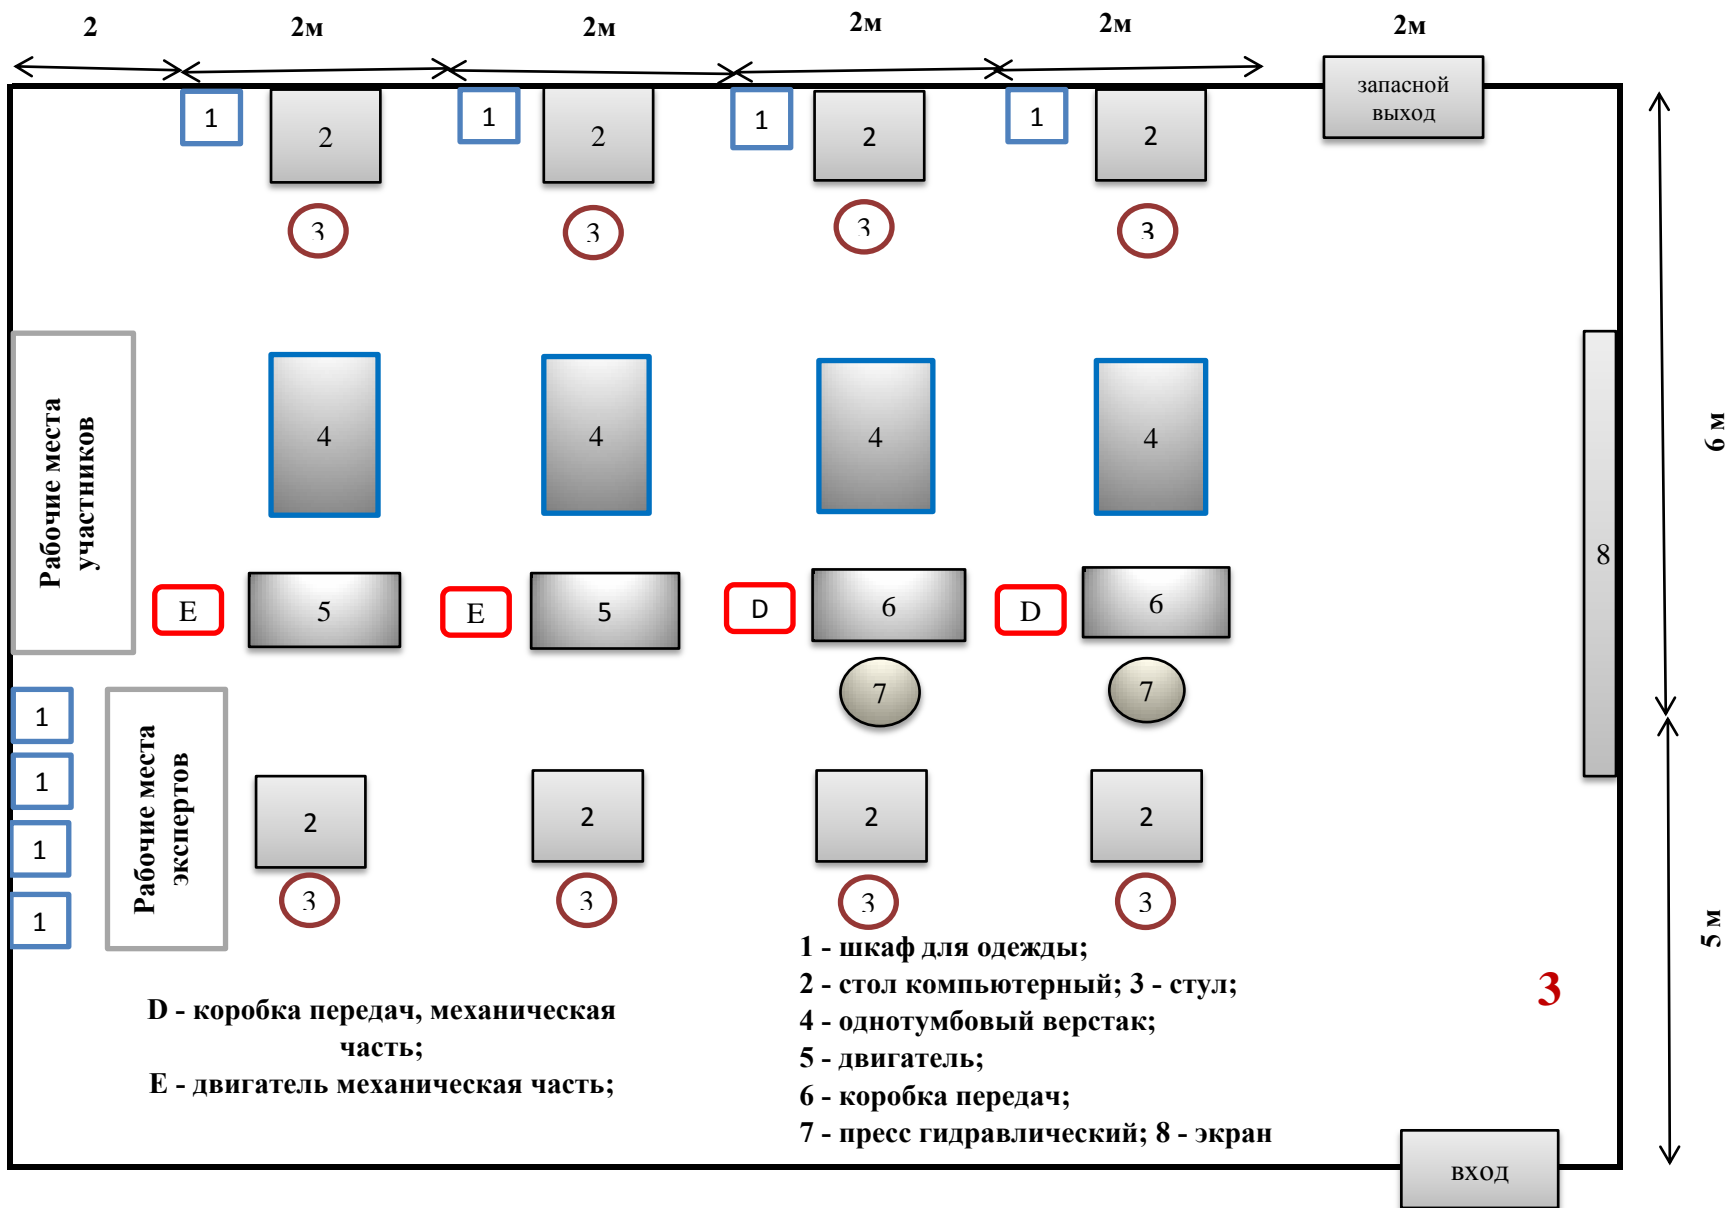 2
2м
2м
2м
2м
2м
запасной
выход
1
2
1
2
1
2
1
2
3
3
3
3
Рабочие места
участников
4
4
4
4
8
6 м
E
5
E
5
D
6
D
6
7
7
1
1
1
1
Рабочие места
экспертов
2
2
2
2
3
3
3
3
5 м
D - коробка передач, механическая
часть;
E - двигатель механическая часть;
1 - шкаф для одежды;
2 - стол компьютерный; 3 - стул;
4 - однотумбовый верстак;
5 - двигатель;
6 - коробка передач;
7 - пресс гидравлический; 8 - экран
3
вход